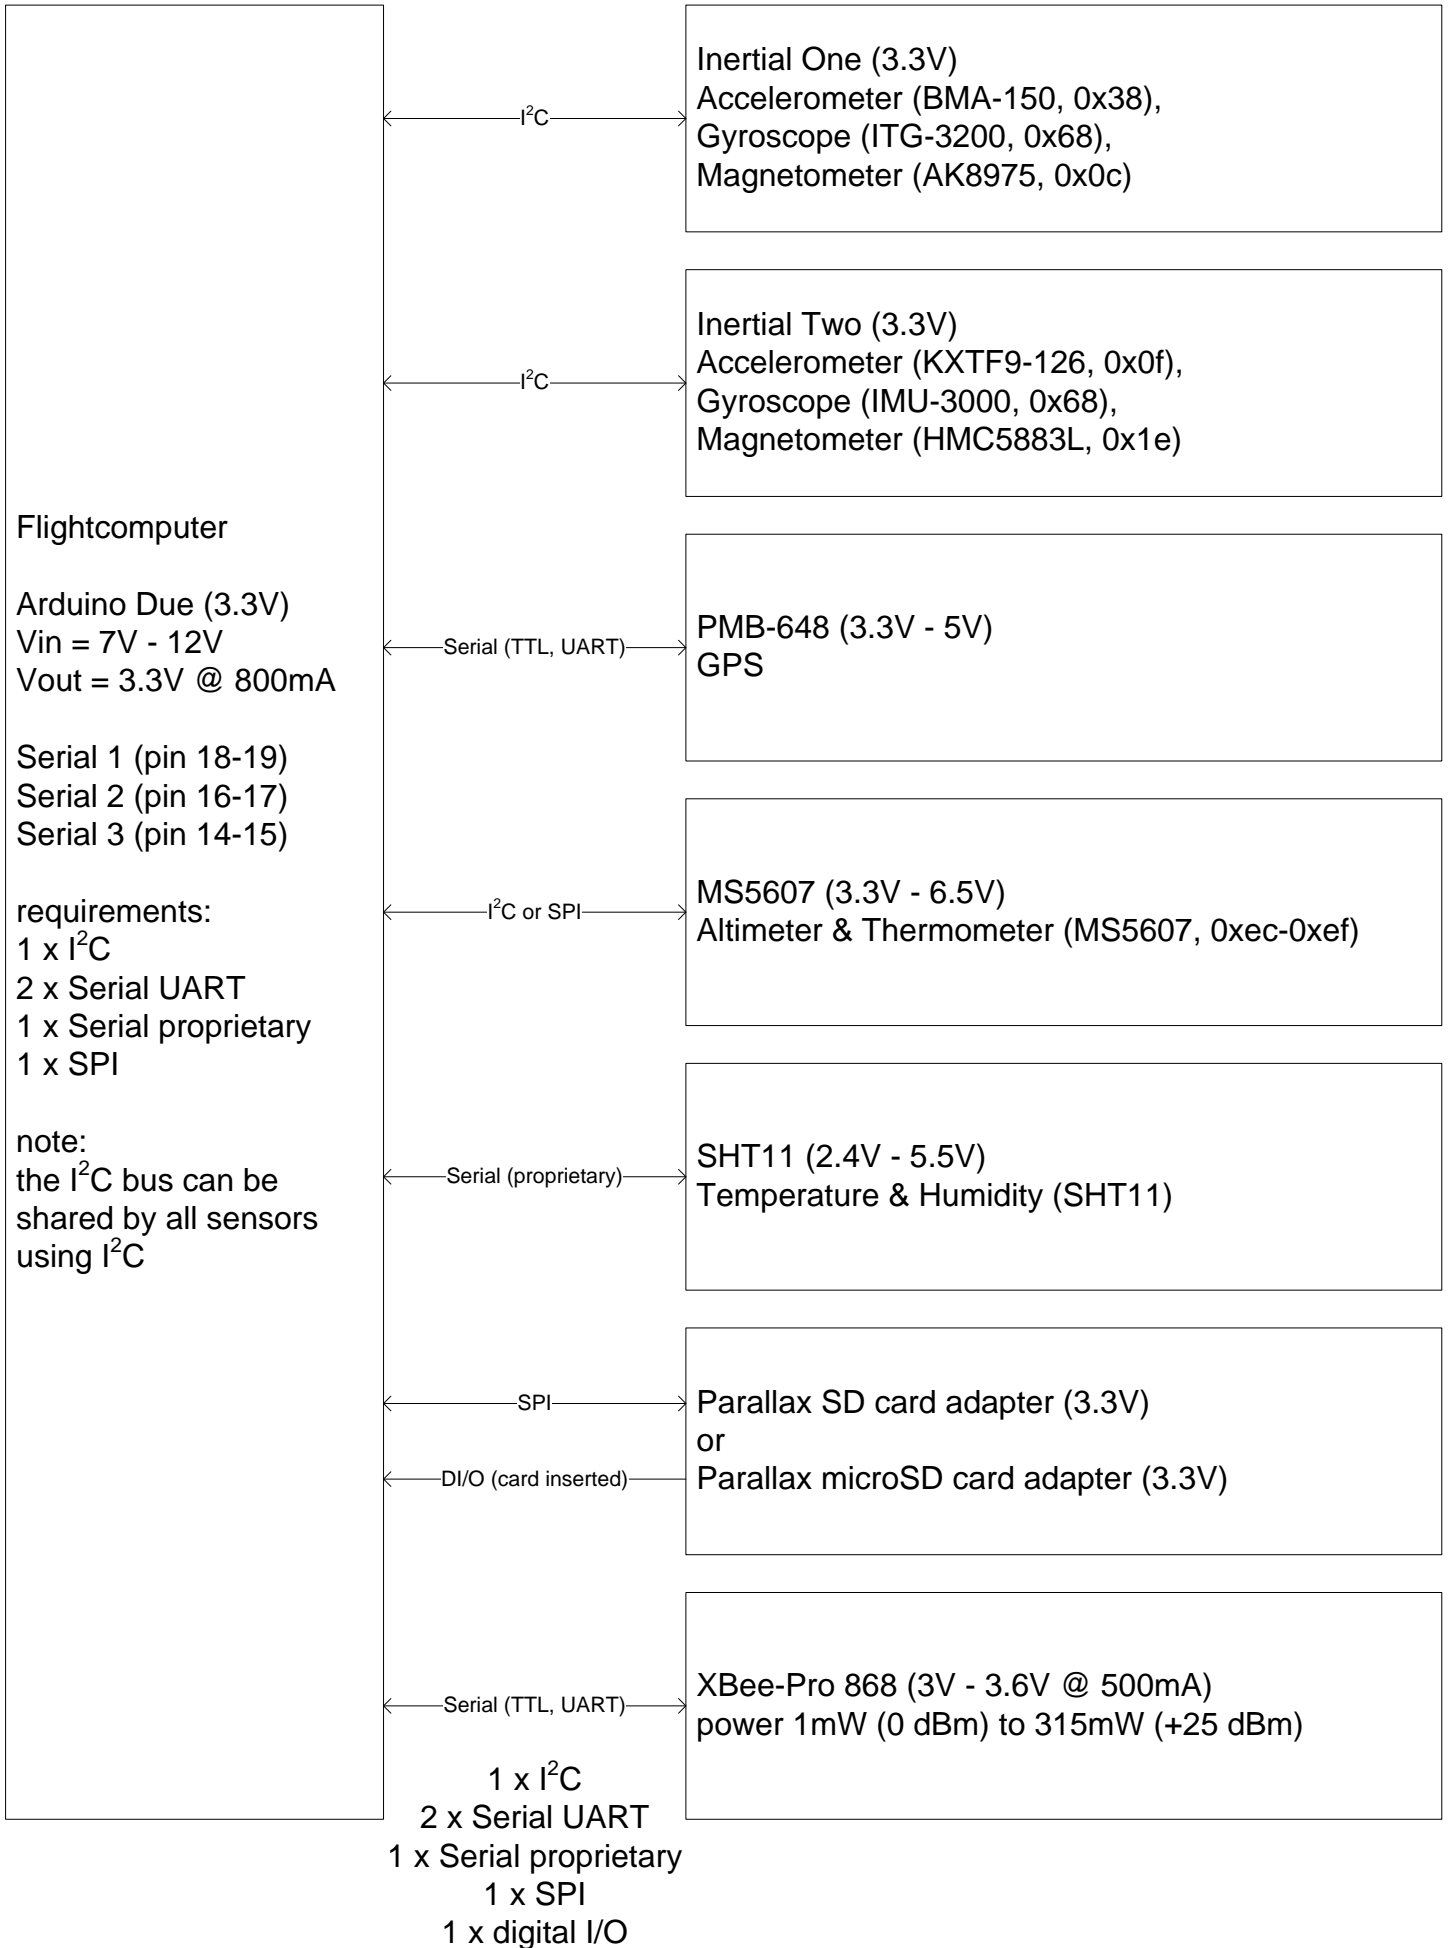 Flightcomputer
Arduino Due (3.3V)
Vin = 7V - 12V
Vout = 3.3V @ 800mA
Serial 1 (pin 18-19)
Serial 2 (pin 16-17)
Serial 3 (pin 14-15)
requirements:
1 x I²C
2 x Serial UART
1 x Serial proprietary
1 x SPI
note:
the I²C bus can be
shared by all sensors
using I²C
I²C
Inertial One (3.3V)
Accelerometer (BMA-150, 0x38),
Gyroscope (ITG-3200, 0x68),
Magnetometer (AK8975, 0x0c)
I²C
Inertial Two (3.3V)
Accelerometer (KXTF9-126, 0x0f),
Gyroscope (IMU-3000, 0x68),
Magnetometer (HMC5883L, 0x1e)
Serial (TTL, UART)
PMB-648 (3.3V - 5V)
GPS
I²C or SPI
MS5607 (3.3V - 6.5V)
Altimeter & Thermometer (MS5607, 0xec-0xef)
Serial (proprietary)
SHT11 (2.4V - 5.5V)
Temperature & Humidity (SHT11)
SPI
DI/O (card inserted)
Parallax SD card adapter (3.3V)
or
Parallax microSD card adapter (3.3V)
Serial (TTL, UART)
XBee-Pro 868 (3V - 3.6V @ 500mA)
power 1mW (0 dBm) to 315mW (+25 dBm)
1 x I²C
2 x Serial UART
1 x Serial proprietary
1 x SPI
1 x digital I/O